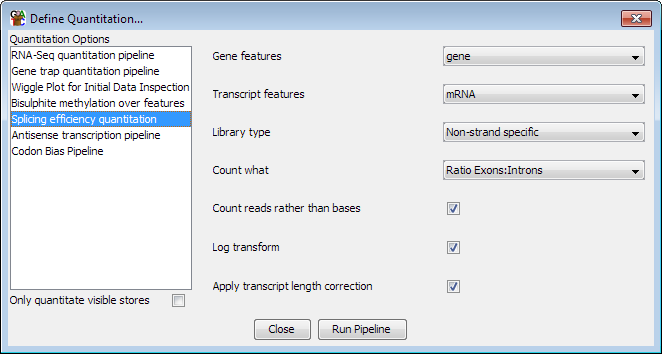 Define Quantitation...
Quantitation Options
RNA-Seq quantitation pipeline
Gene trap quantitation pipeline
Wiggle Plot for Initial Data Inspection
Bisulphite methylation over features
Splicing efficiency quantitation
Antisense transcription pipeline
Codon Bias Pipeline
Only quantitate visible stores
Gene features gene
Transcript features mRNA
Library type Non-strand specific
Count what Ratio Exons:Introns
Count reads rather than bases
Log transform
Apply transcript length correction
Close Run Pipeline